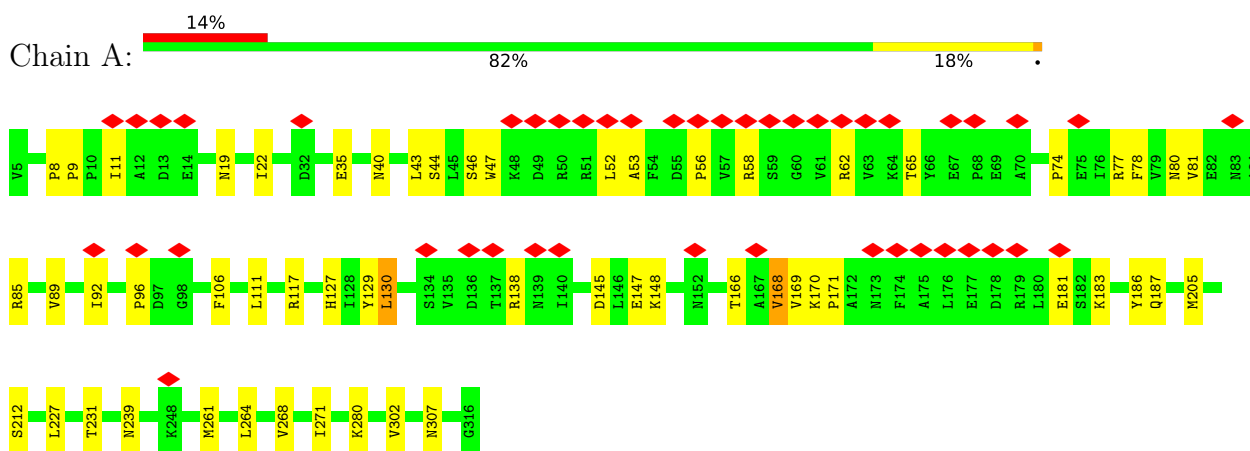 14%
Chain A:
82% 18% •
V5 P8 P9 P10 I11 A12 D13 E14 N19 I22 D32 E35 N40 L43 S44 L45 S46 W47 K48 D49 R50 R51 L52 A53 F54 D55 P56 V57 R58 S59 G60 V61 R62 V63 K64 T65 Y66 E67 P68 E69 A70 P74 E75 I76 R77 F78 V79 N80 V81 E82 N83
R85 V89 I92 P96 D97 G98 F106 L111 R117 H127 I128 Y129 L130 S134 V135 D136 T137 R138 N139 I140 D145 L146 E147 K148 N152 T166 A167 V168 V169 K170 P171 A172 N173 F174 A175 L176 E177 D178 R179 L180 E181 S182 K183 Y186 Q187 M205
S212 L227 T231 N239 K248 M261 L264 V268 I271 K280 V302 N307 G316